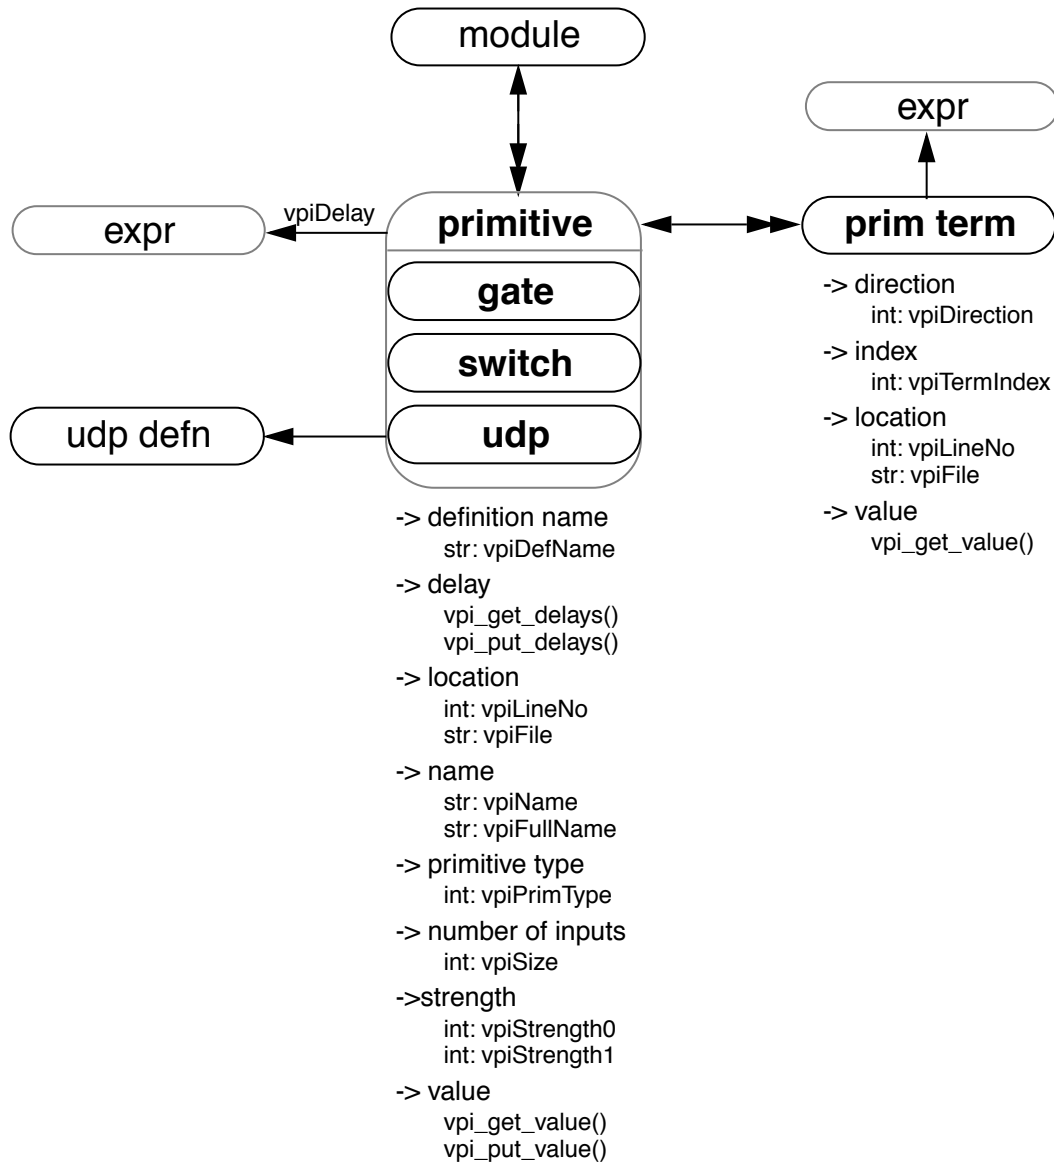 module
expr
vpiDelay
expr
primitive
prim term
gate
switch
udp defn
udp
-> direction
int: vpiDirection
-> index
int: vpiTermIndex
-> location
int: vpiLineNo
str: vpiFile
-> value
vpi_get_value()
-> definition name
str: vpiDefName
-> delay
vpi_get_delays()
vpi_put_delays()
-> location
int: vpiLineNo
str: vpiFile
-> name
str: vpiName
str: vpiFullName
-> primitive type
int: vpiPrimType
-> number of inputs
int: vpiSize
->strength
int: vpiStrength0
int: vpiStrength1
-> value
vpi_get_value()
vpi_put_value()